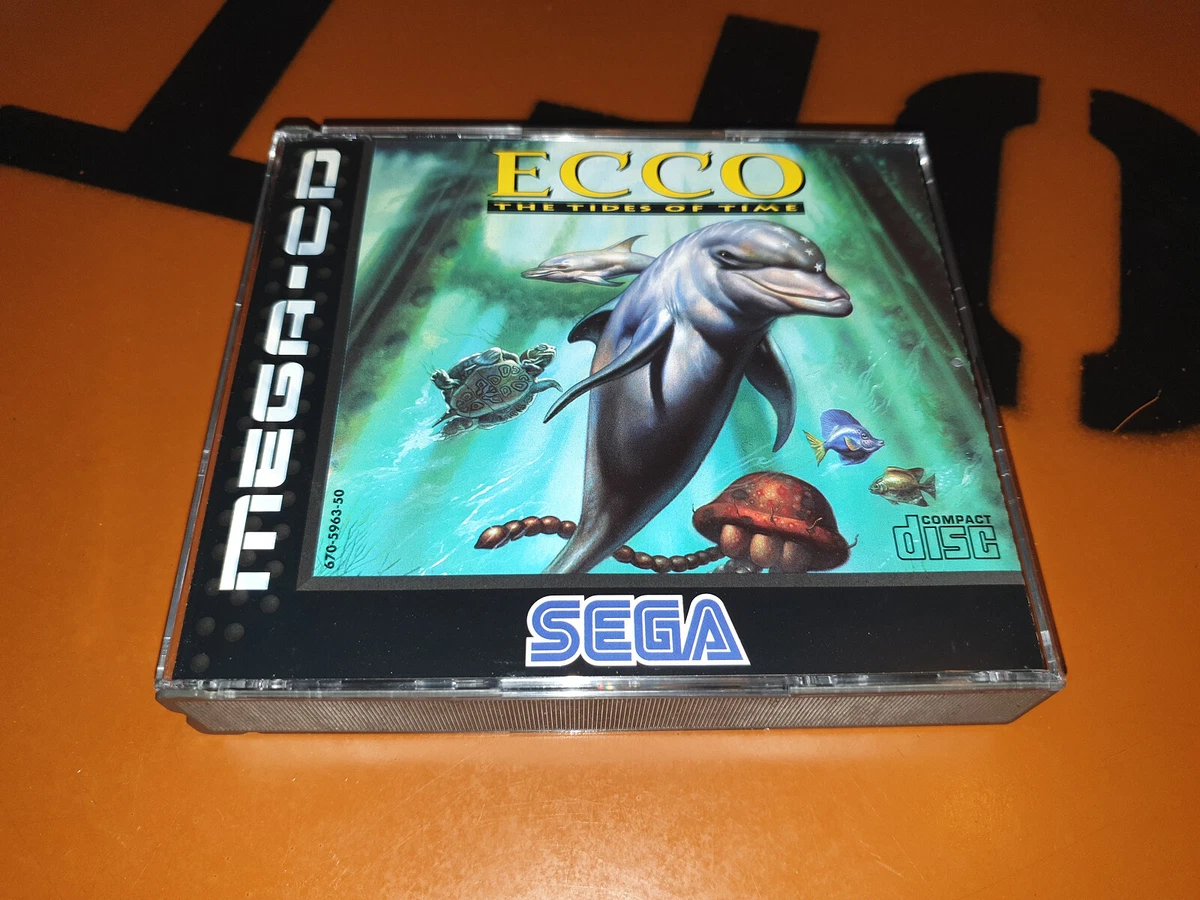 MEGA-CD
ECCO
THE TIDES OF TIME
670-5963-50
COMPACT
disc
SEGA